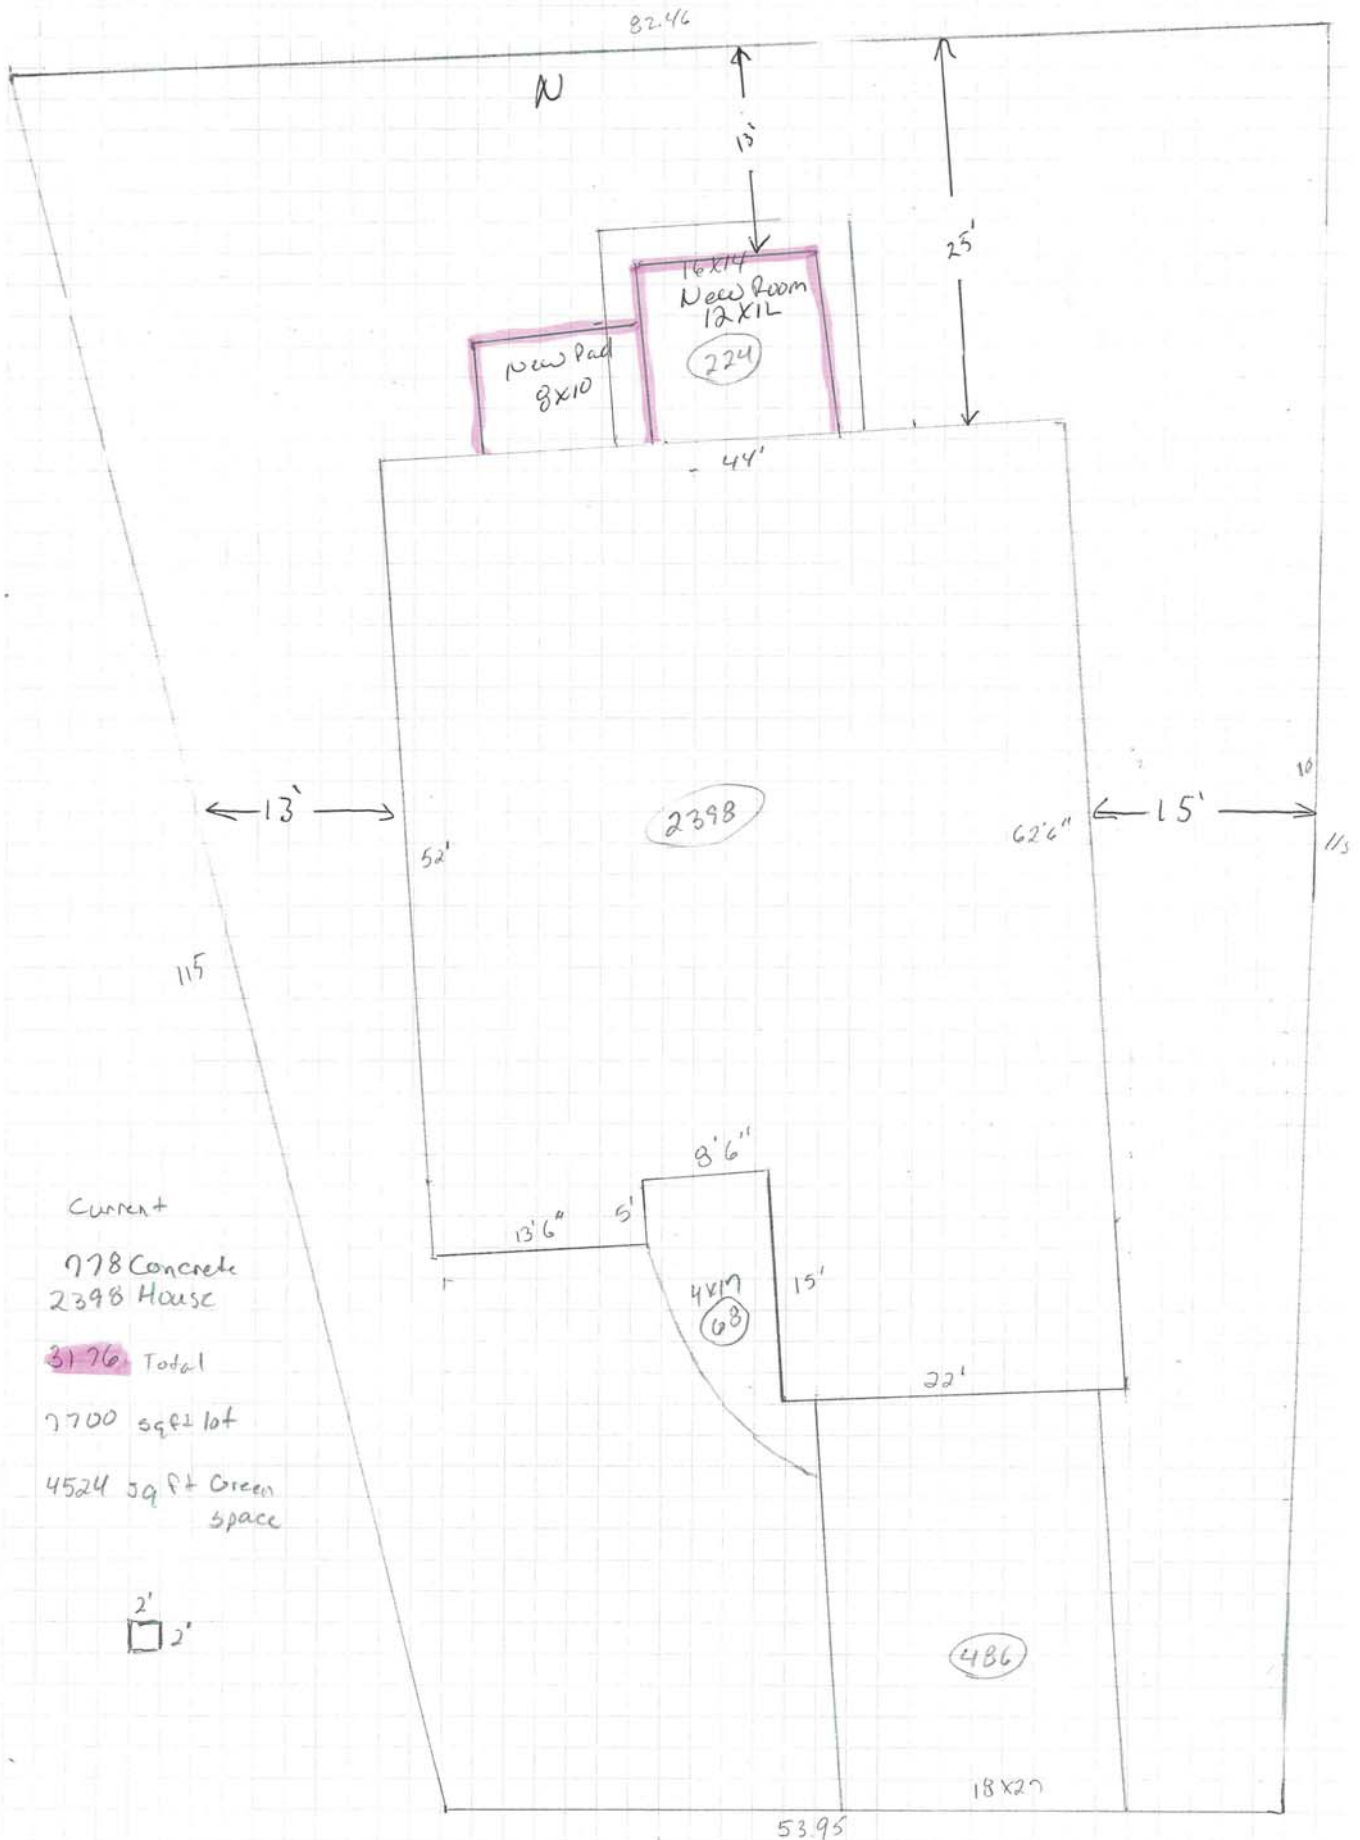 82.46
N
13'
25'
16x14
New Room
12x12
224
New Pad
8x10
44'
13'
2398
15'
52'
62'6"
10
115
8'6"
13'6"
5'
4x17
68
15'
22'
Current
778 Concrete
2398 House
3176 Total
7700 sqft lot
4524 sq ft Green
space
2'
2'
486
18x27
53.95